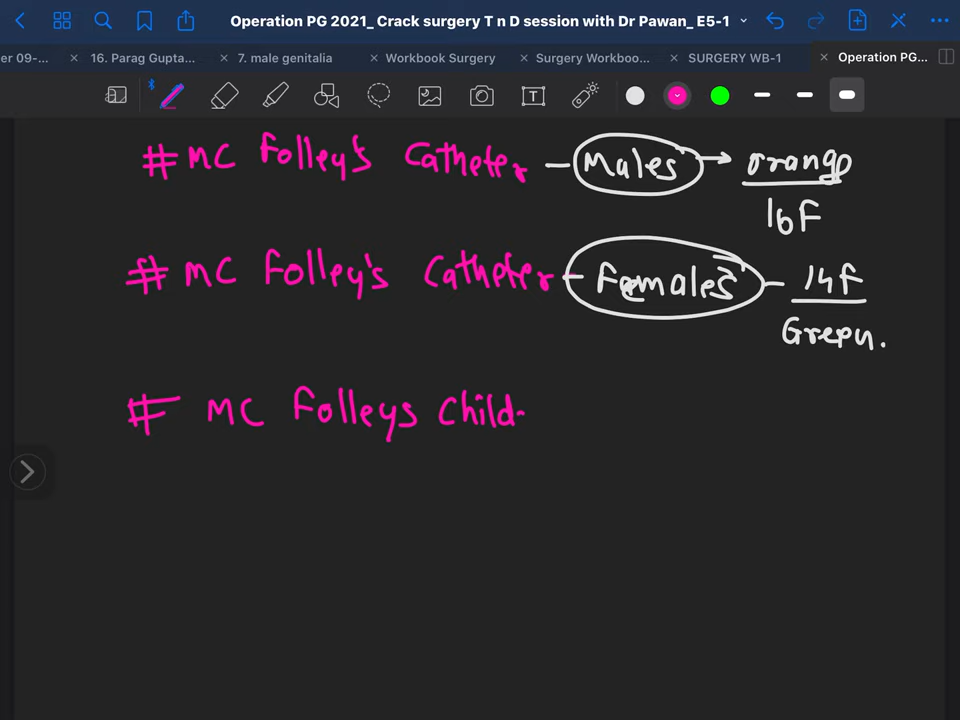 Operation PG 2021_ Crack surgery T n D session with Dr Pawan_ E5-1
er 09-... 16. Parag Gupta... 7. male genitalia Workbook Surgery Surgery Workboo... SURGERY WB-1 Operation PG...
# MC Folley's Catheter - Males → orange
16F
# MC Folley's Catheter - Females - 14F
Green.
# MC Folleys Child-